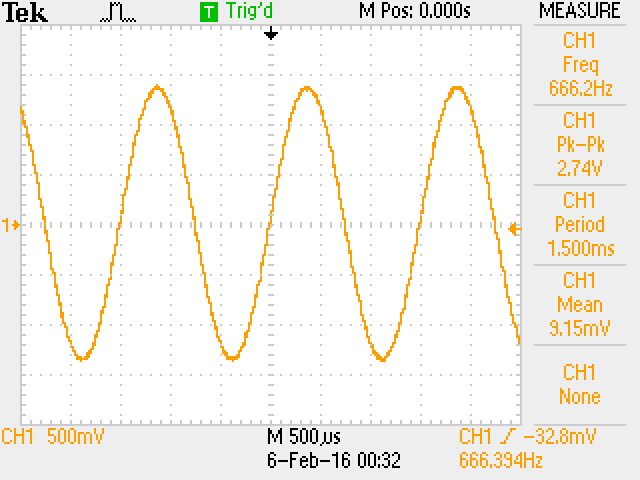 Tek
T Trig'd
M Pos: 0.000s
MEASURE
CH1
Freq
666.2Hz
CH1
Pk-Pk
2.74V
CH1
Period
1.500ms
CH1
Mean
9.15mV
CH1
None
1
CH1 500mV
M 500µs
CH1 -32.8mV
6-Feb-16 00:32
666.394Hz